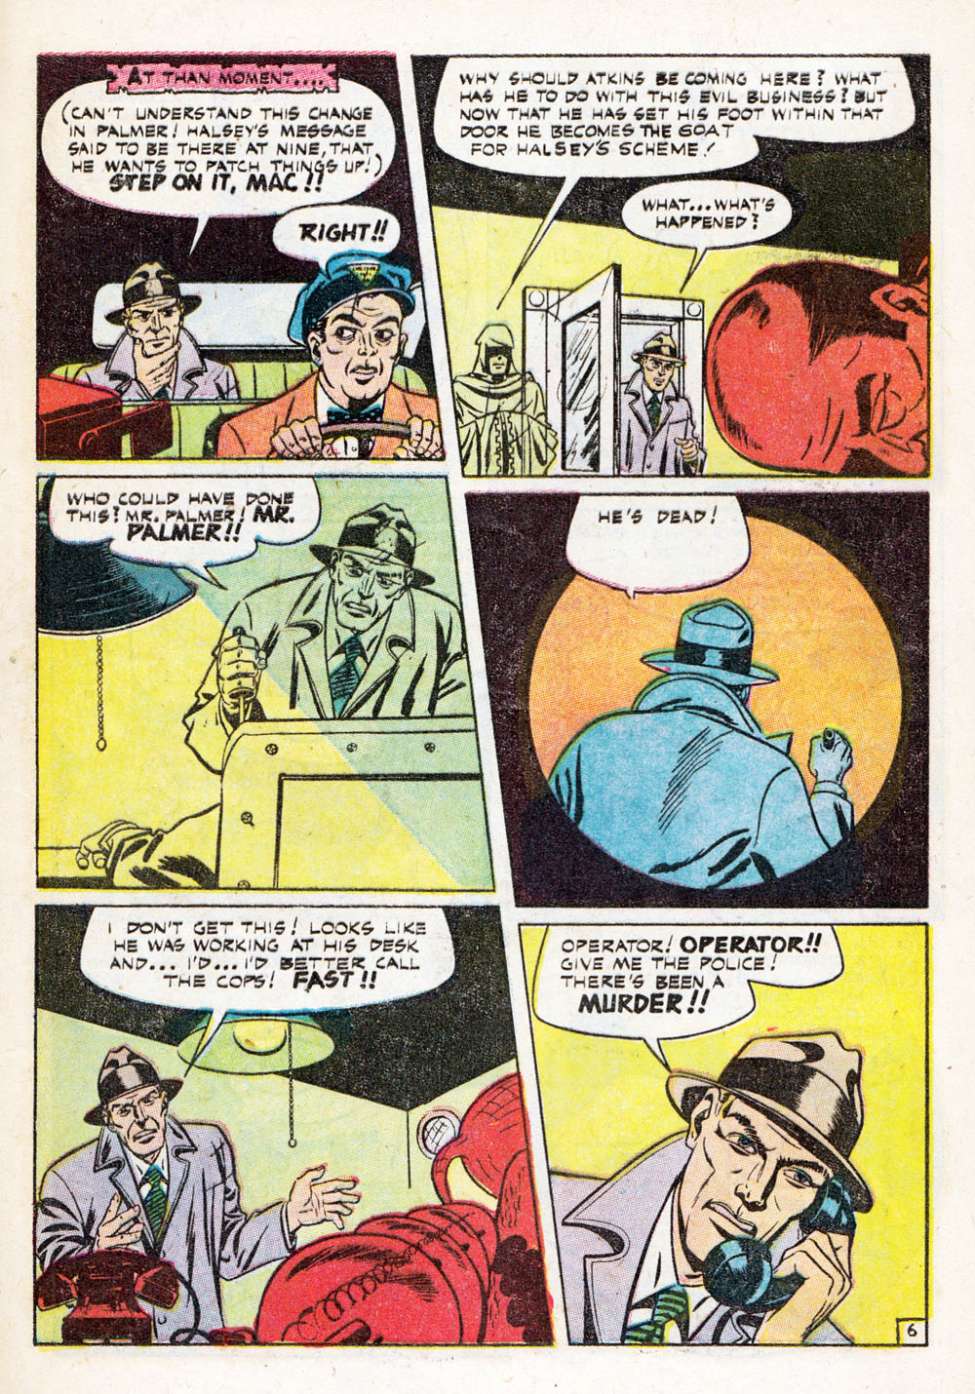 AT THAN MOMENT....
(CAN'T UNDERSTAND THIS CHANGE
IN PALMER! HALSEY'S MESSAGE
SAID TO BE THERE AT NINE, THAT
HE WANTS TO PATCH THINGS UP!)
STEP ON IT, MAC!!
RIGHT!!
WHY SHOULD ATKINS BE COMING HERE? WHAT
HAS HE TO DO WITH THIS EVIL BUSINESS? BUT
NOW THAT HE HAS SET HIS FOOT WITHIN THAT
DOOR HE BECOMES THE GOAT
FOR HALSEY'S SCHEME!
WHAT...WHAT'S
HAPPENED?
WHO COULD HAVE DONE
THIS? MR. PALMER! MR.
PALMER!!
HE'S DEAD!
I DON'T GET THIS! LOOKS LIKE
HE WAS WORKING AT HIS DESK
AND... I'D... I'D BETTER CALL
THE COPS! FAST!!
OPERATOR! OPERATOR!!
GIVE ME THE POLICE!
THERE'S BEEN A
MURDER!!
6